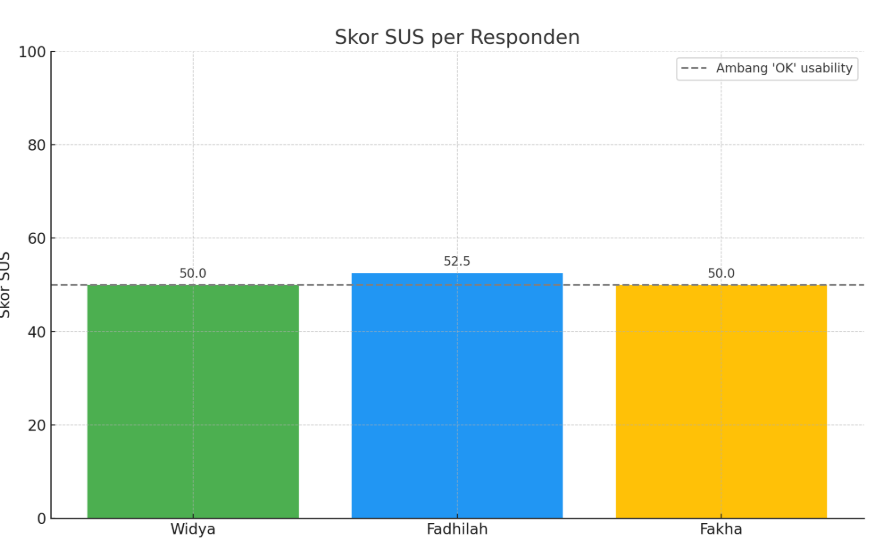 Skor SUS per Responden
Ambang 'OK' usability
Skor SUS
100
80
60
40
20
0
50.0
52.5
50.0
Widya
Fadhilah
Fakha